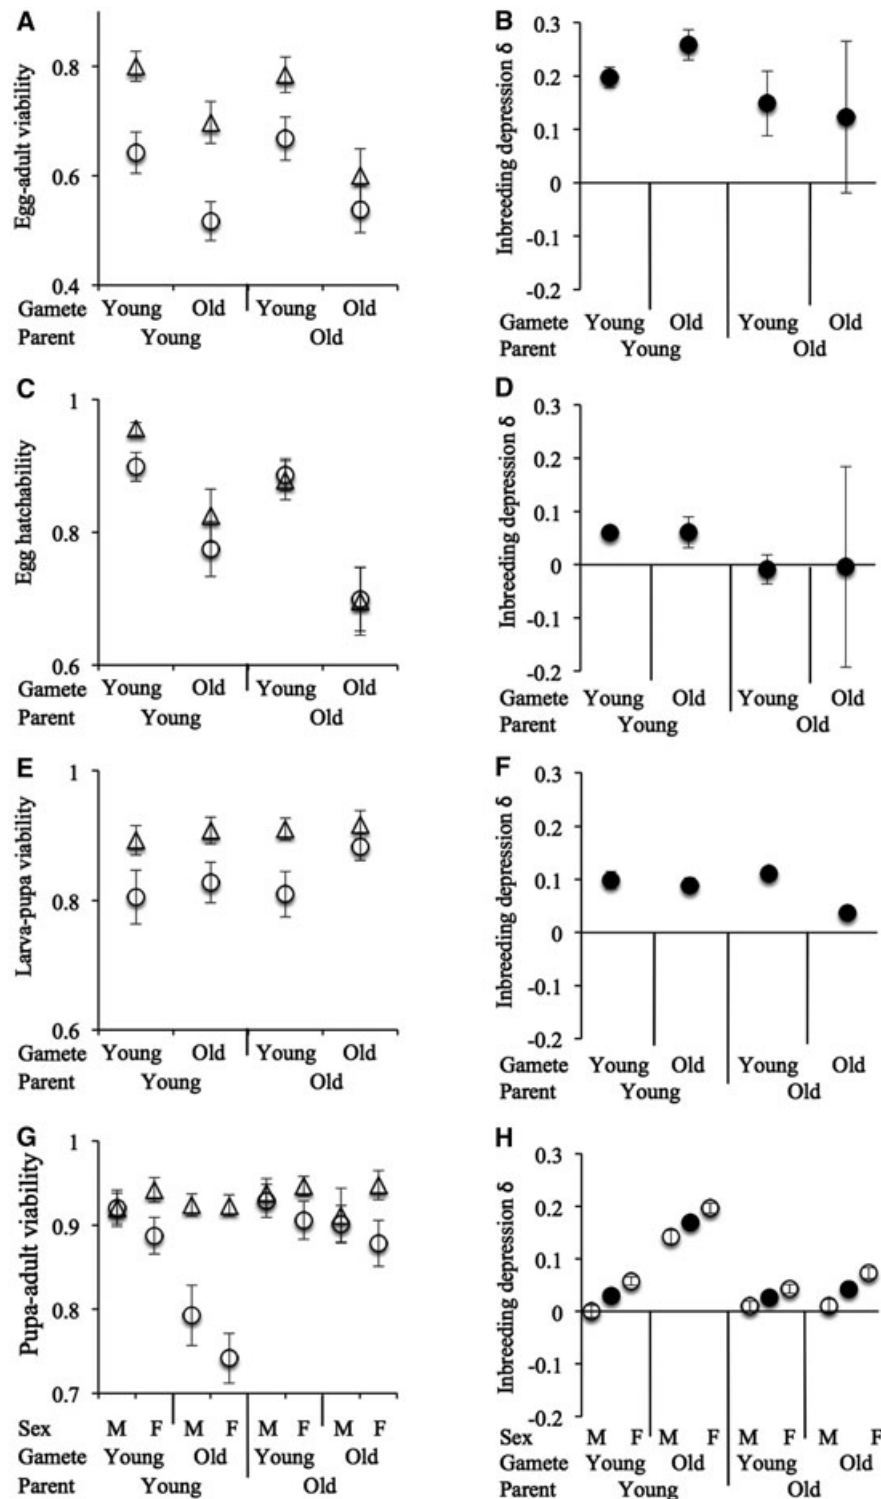 A
Egg-adult viability
0.8
0.6
0.4
Gamete Young Old Young Old
Parent Young Old
B
Inbreeding depression δ
0.3
0.2
0.1
0
-0.1
-0.2
Gamete Young Old Young Old
Parent Young Old
C
Egg hatchability
1
0.8
0.6
Gamete Young Old Young Old
Parent Young Old
D
Inbreeding depression δ
0.3
0.2
0.1
0
-0.1
-0.2
Gamete Young Old Young Old
Parent Young Old
E
Larva-pupa viability
1
0.8
0.6
Gamete Young Old Young Old
Parent Young Old
F
Inbreeding depression δ
0.3
0.2
0.1
0
-0.1
-0.2
Gamete Young Old Young Old
Parent Young Old
G
Pupa-adult viability
1
0.9
0.8
0.7
Sex M F M F M F M F
Gamete Young Old Young Old
Parent Young Old
H
Inbreeding depression δ
0.3
0.2
0.1
0
-0.1
-0.2
Sex M F M F M F M F
Gamete Young Old Young Old
Parent Young Old